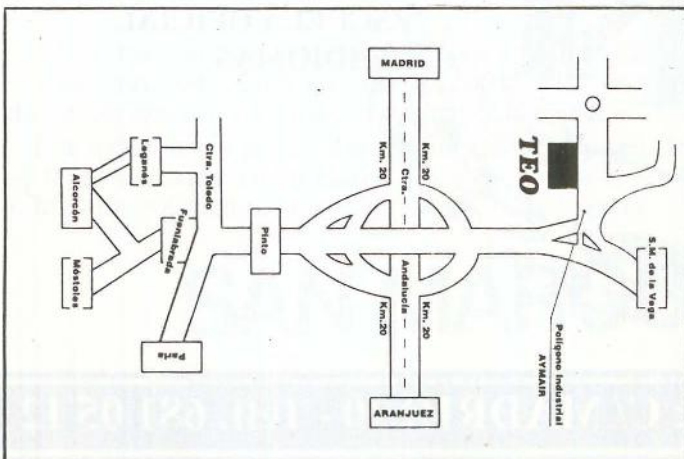 MADRID
Km. 20
Km. 20
Ctra.
Andalucía
Km. 20
Km. 20
ARANJUEZ
TEO
S.M. de la Vega
Polígono Industrial
AYMAIR
Pinto
Ctra. Toledo
Leganés
Alcorcón
Fuenlabrada
Móstoles
Parla